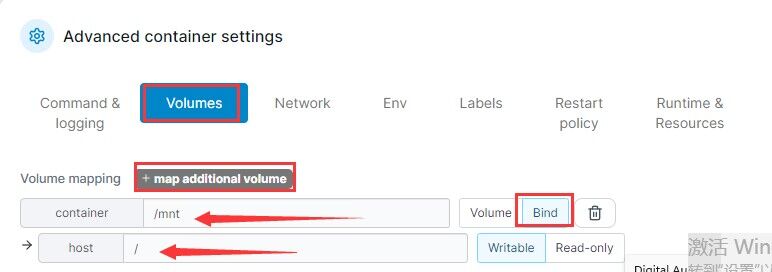 Advanced container settings
Command & logging
Volumes
Network
Env
Labels
Restart policy
Runtime & Resources
Volume mapping
+ map additional volume
container
/mnt
Volume
Bind
→ host
/
Writable
Read-only
激活 Win
转到"设置"以
Digital Au